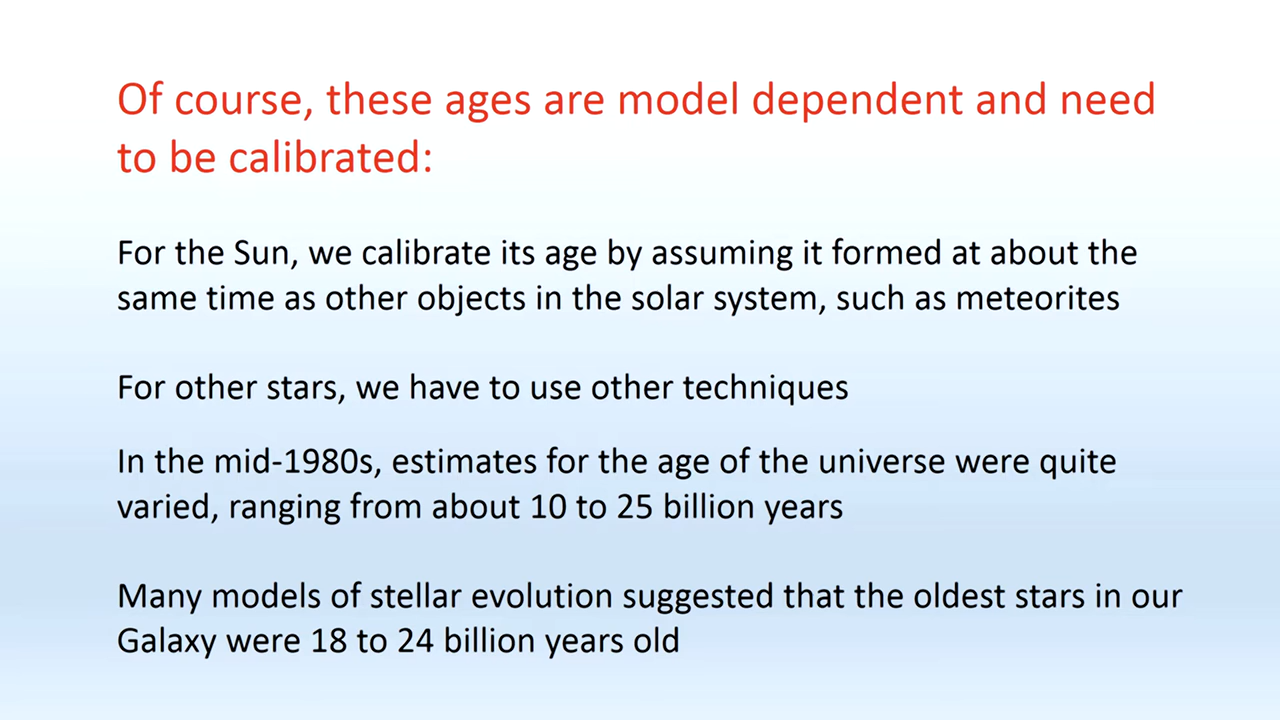 Of course, these ages are model dependent and need
to be calibrated:
For the Sun, we calibrate its age by assuming it formed at about the
same time as other objects in the solar system, such as meteorites
For other stars, we have to use other techniques
In the mid-1980s, estimates for the age of the universe were quite
varied, ranging from about 10 to 25 billion years
Many models of stellar evolution suggested that the oldest stars in our
Galaxy were 18 to 24 billion years old